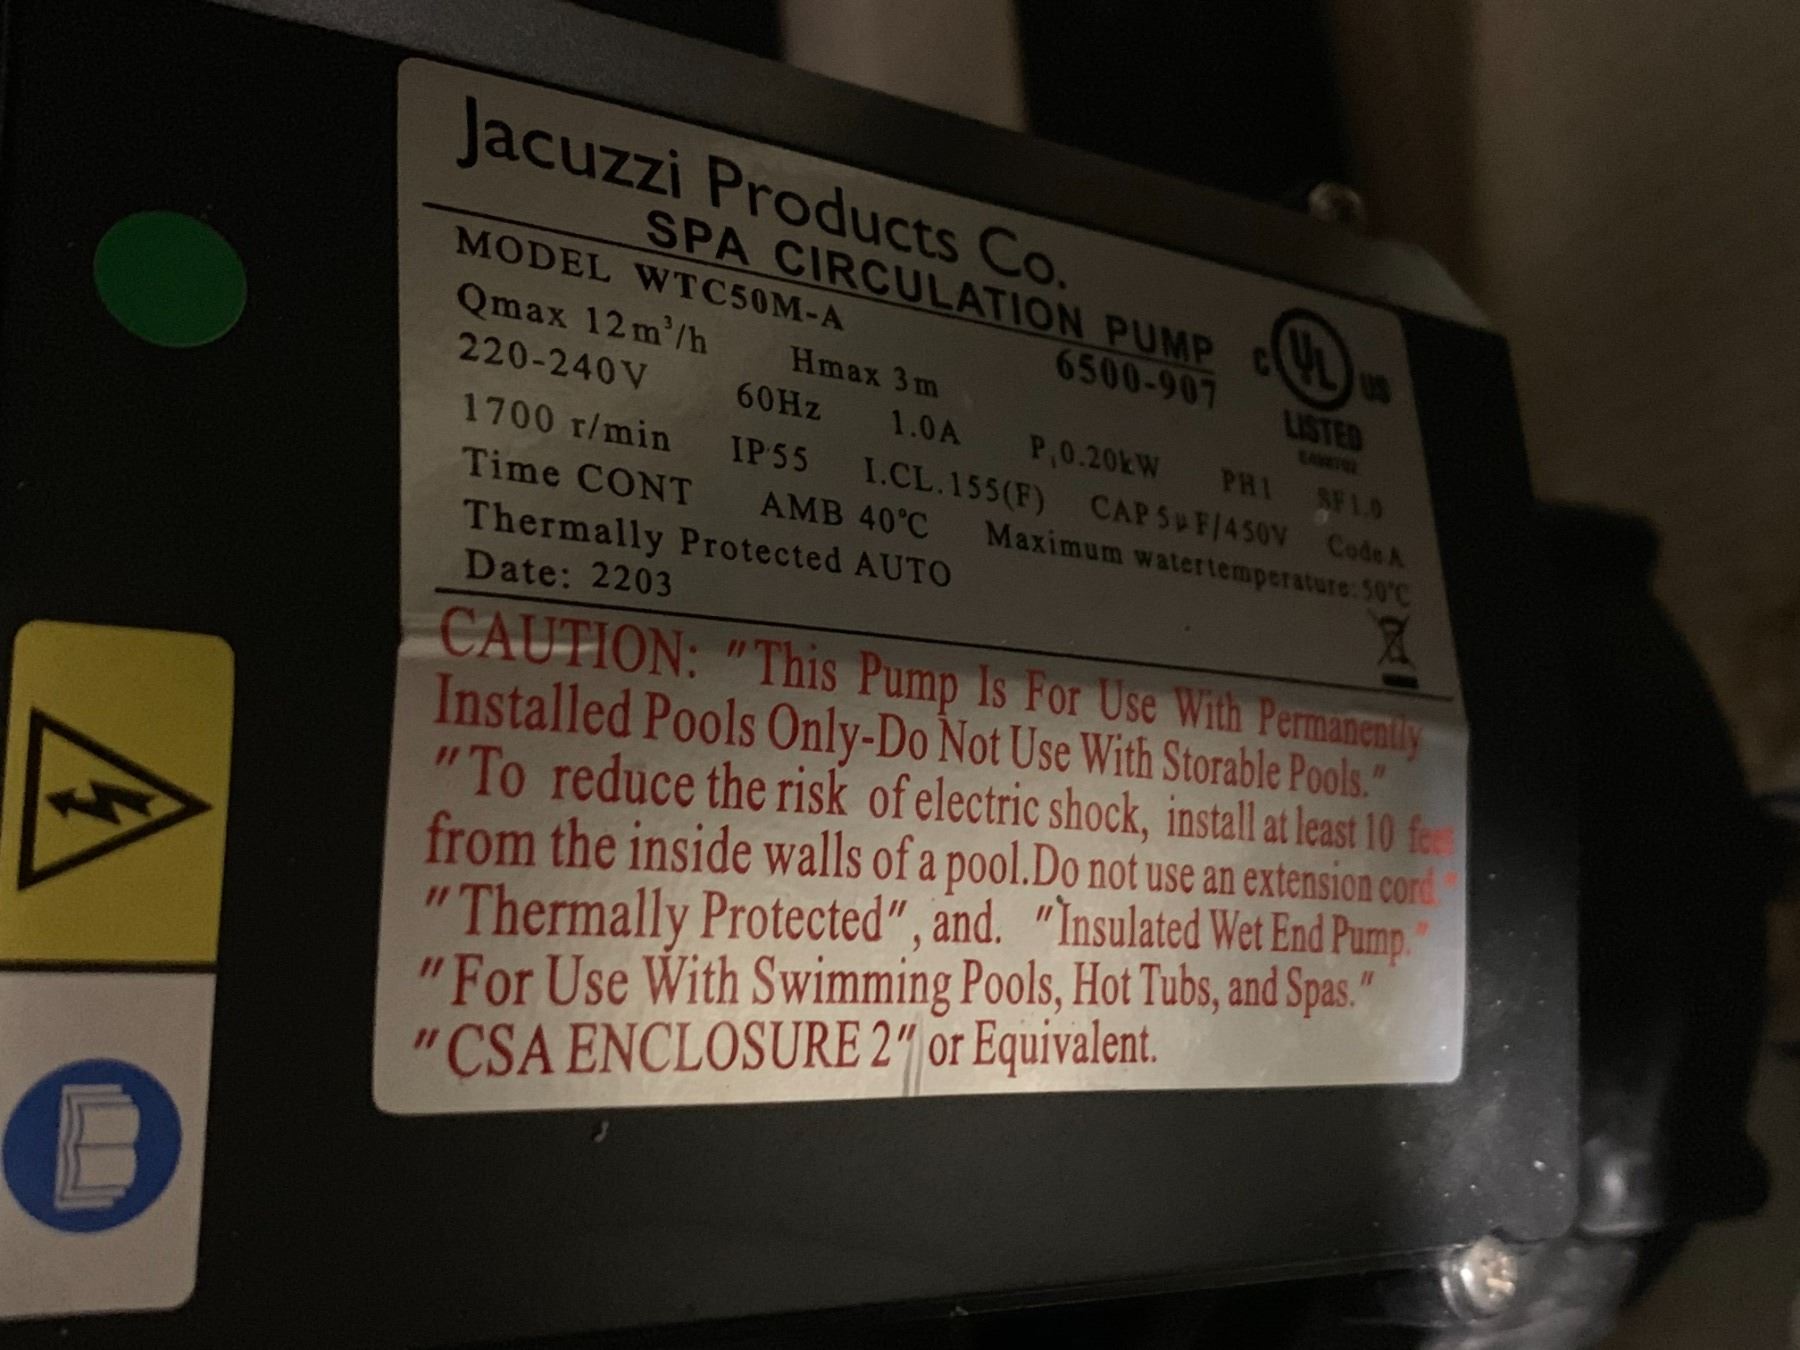 Jacuzzi Products Co.
SPA CIRCULATION PUMP
MODEL WTC50M-A 6500-907
Qmax 12m³/h Hmax 3m
220-240V 60Hz 1.0A P₁0.20kW PH1 SF1.0
1700 r/min IP55 I.CL.155(F) CAP 5μF/450V Code A
Time CONT AMB 40°C Maximum watertemperature:50°C
Thermally Protected AUTO
Date: 2203
C UL US
LISTED
CAUTION: "This Pump Is For Use With Permanently
Installed Pools Only-Do Not Use With Storable Pools."
"To reduce the risk of electric shock, install at least 10 feet
from the inside walls of a pool.Do not use an extension cord."
"Thermally Protected", and. "Insulated Wet End Pump."
"For Use With Swimming Pools, Hot Tubs, and Spas."
"CSA ENCLOSURE 2" or Equivalent.